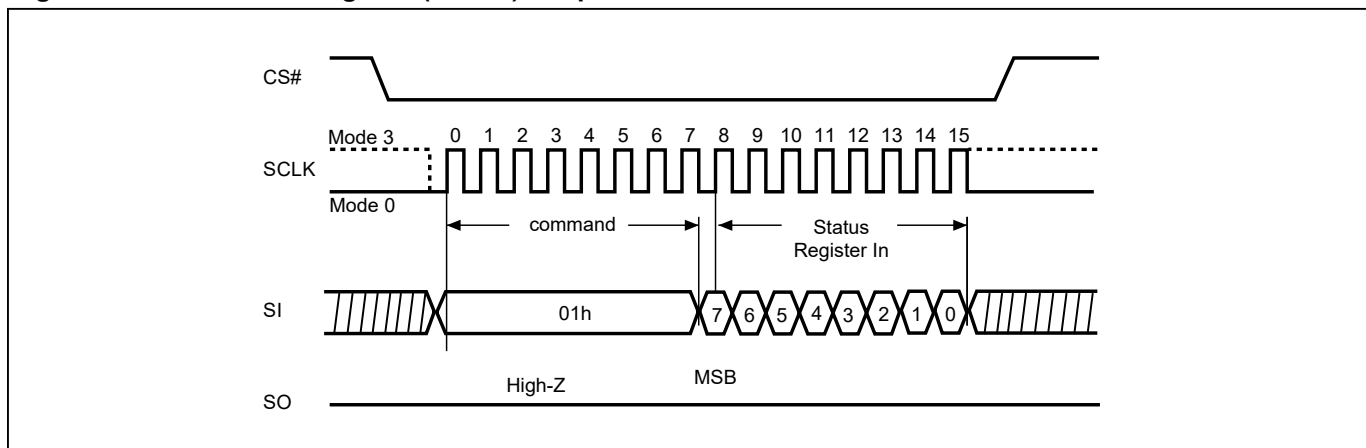 CS#
Mode 3
0 1 2 3 4 5 6 7 8 9 10 11 12 13 14 15
SCLK
Mode 0
command
Status
Register In
SI
01h
7 6 5 4 3 2 1 0
High-Z
MSB
SO